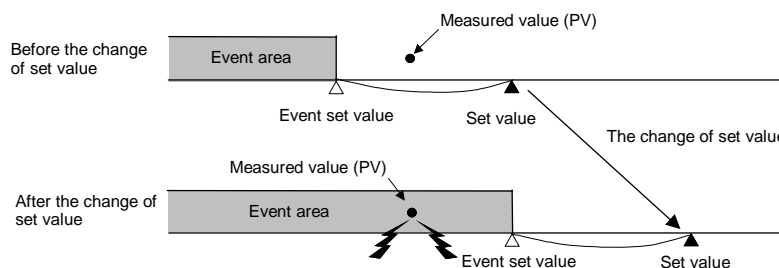 Measured value (PV)
Before the change
of set value
Event area
Event set value
Set value
The change of set value
Measured value (PV)
After the change of
set value
Event area
Event set value
Set value